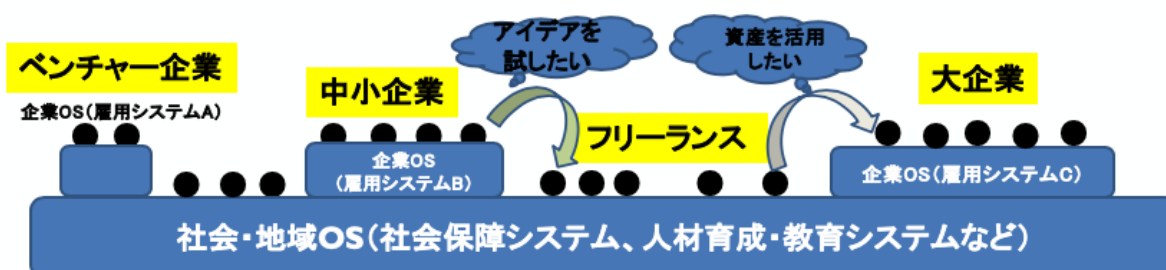 アイデアを
試したい
資産を活用
したい
ベンチャー企業
中小企業
大企業
企業OS(雇用システムA)
フリーランス
企業OS
(雇用システムB)
企業OS(雇用システムC)
社会・地域OS(社会保障システム、人材育成・教育システムなど)